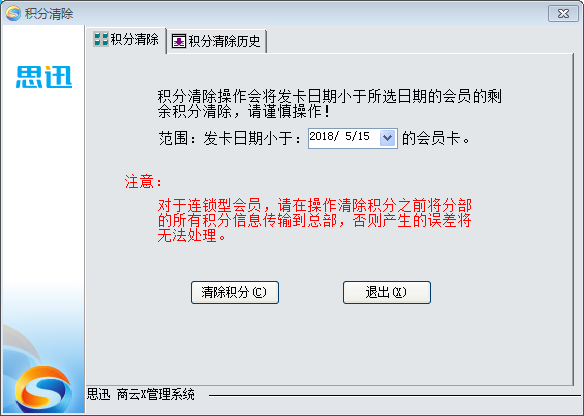 积分清除
积分清除 积分清除历史
思迅
积分清除操作会将发卡日期小于所选日期的会员的剩
余积分清除，请谨慎操作！
范围：发卡日期小于：2018/ 5/15 的会员卡。
注意：
对于连锁型会员，请在操作清除积分之前将分部
的所有积分信息传输到总部，否则产生的误差将
无法处理。
清除积分(C) 退出(X)
思迅 商云X管理系统